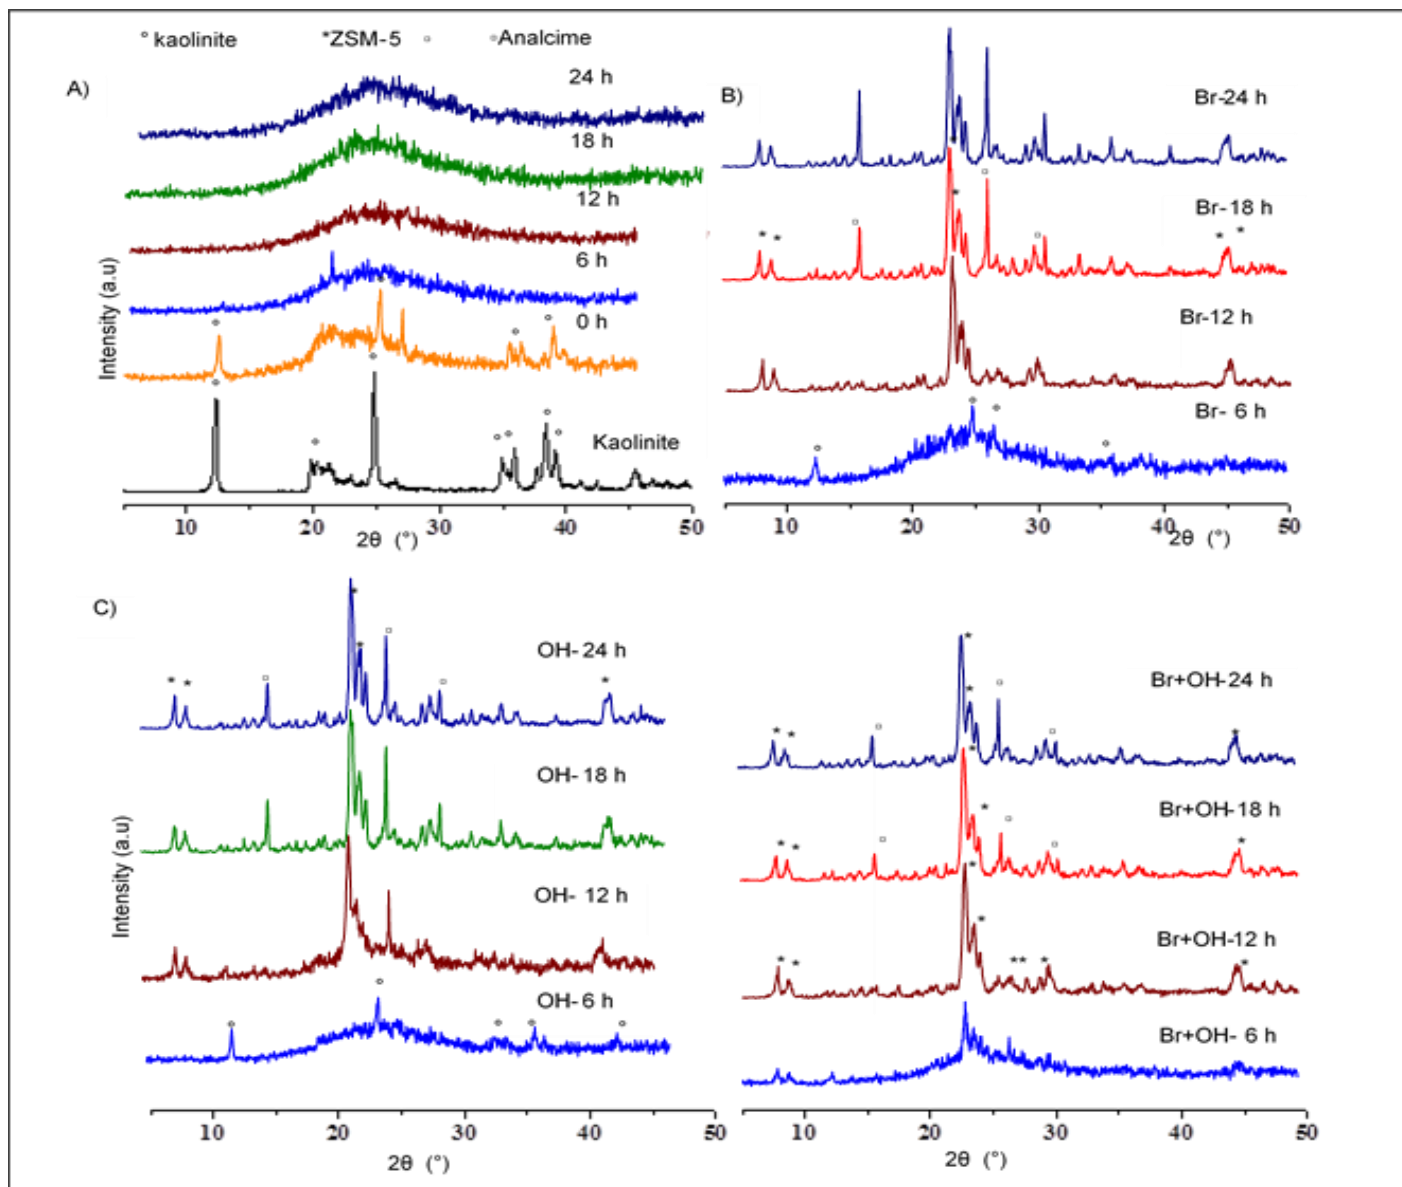 ° kaolinite *ZSM-5 ▫ ◦Analcime
A)
24 h
18 h
12 h
6 h
0 h
Kaolinite
Intensity (a.u)
10 20 30 40 50
2θ (°)
B)
Br-24 h
Br-18 h
Br-12 h
Br- 6 h
10 20 30 40 50
2θ (°)
C)
OH- 24 h
OH- 18 h
OH- 12 h
OH- 6 h
Intensity (a.u)
10 20 30 40 50
2θ (°)
Br+OH-24 h
Br+OH-18 h
Br+OH-12 h
Br+OH- 6 h
10 20 30 40 50
2θ (°)